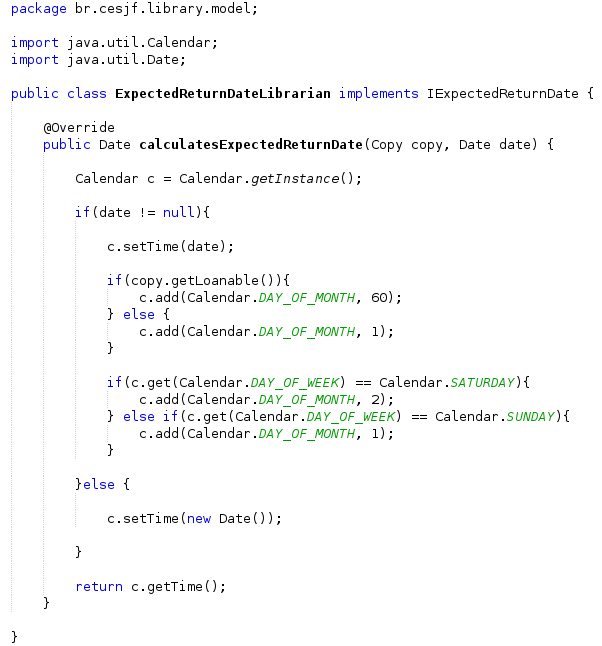 package br.cesjf.library.model;
import java.util.Calendar;
import java.util.Date;
public class ExpectedReturnDateLibrarian implements IExpectedReturnDate {
@Override
public Date calculatesExpectedReturnDate(Copy copy, Date date) {
Calendar c = Calendar.getInstance();
if(date != null){
c.setTime(date);
if(copy.getLoanable()){
c.add(Calendar.DAY_OF_MONTH, 60);
} else {
c.add(Calendar.DAY_OF_MONTH, 1);
}
if(c.get(Calendar.DAY_OF_WEEK) == Calendar.SATURDAY){
c.add(Calendar.DAY_OF_MONTH, 2);
} else if(c.get(Calendar.DAY_OF_WEEK) == Calendar.SUNDAY){
c.add(Calendar.DAY_OF_MONTH, 1);
}
}else {
c.setTime(new Date());
}
return c.getTime();
}
}